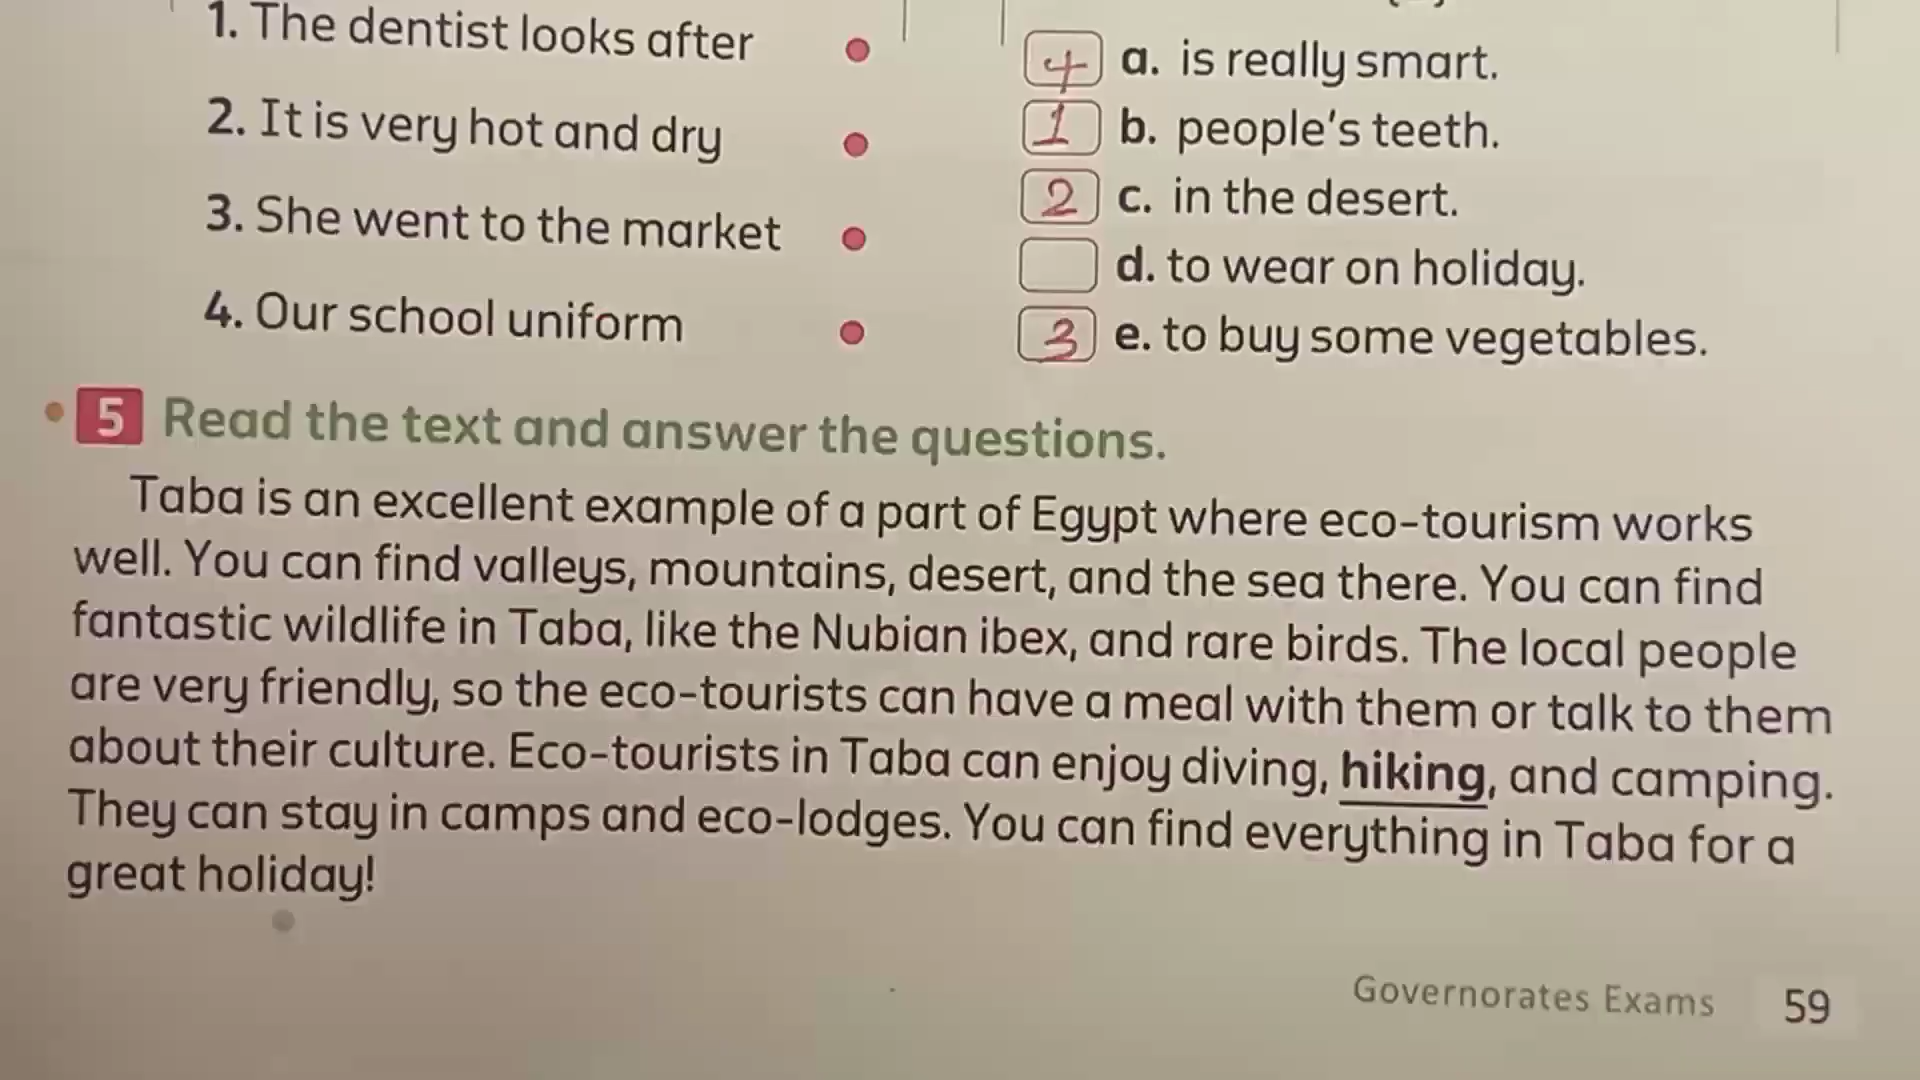 1. The dentist looks after
2. It is very hot and dry
3. She went to the market
4. Our school uniform
4 a. is really smart.
1 b. people's teeth.
2 c. in the desert.
d. to wear on holiday.
3 e. to buy some vegetables.
5 Read the text and answer the questions.
Taba is an excellent example of a part of Egypt where eco-tourism works
well. You can find valleys, mountains, desert, and the sea there. You can find
fantastic wildlife in Taba, like the Nubian ibex, and rare birds. The local people
are very friendly, so the eco-tourists can have a meal with them or talk to them
about their culture. Eco-tourists in Taba can enjoy diving, hiking, and camping.
They can stay in camps and eco-lodges. You can find everything in Taba for a
great holiday!
Governorates Exams 59